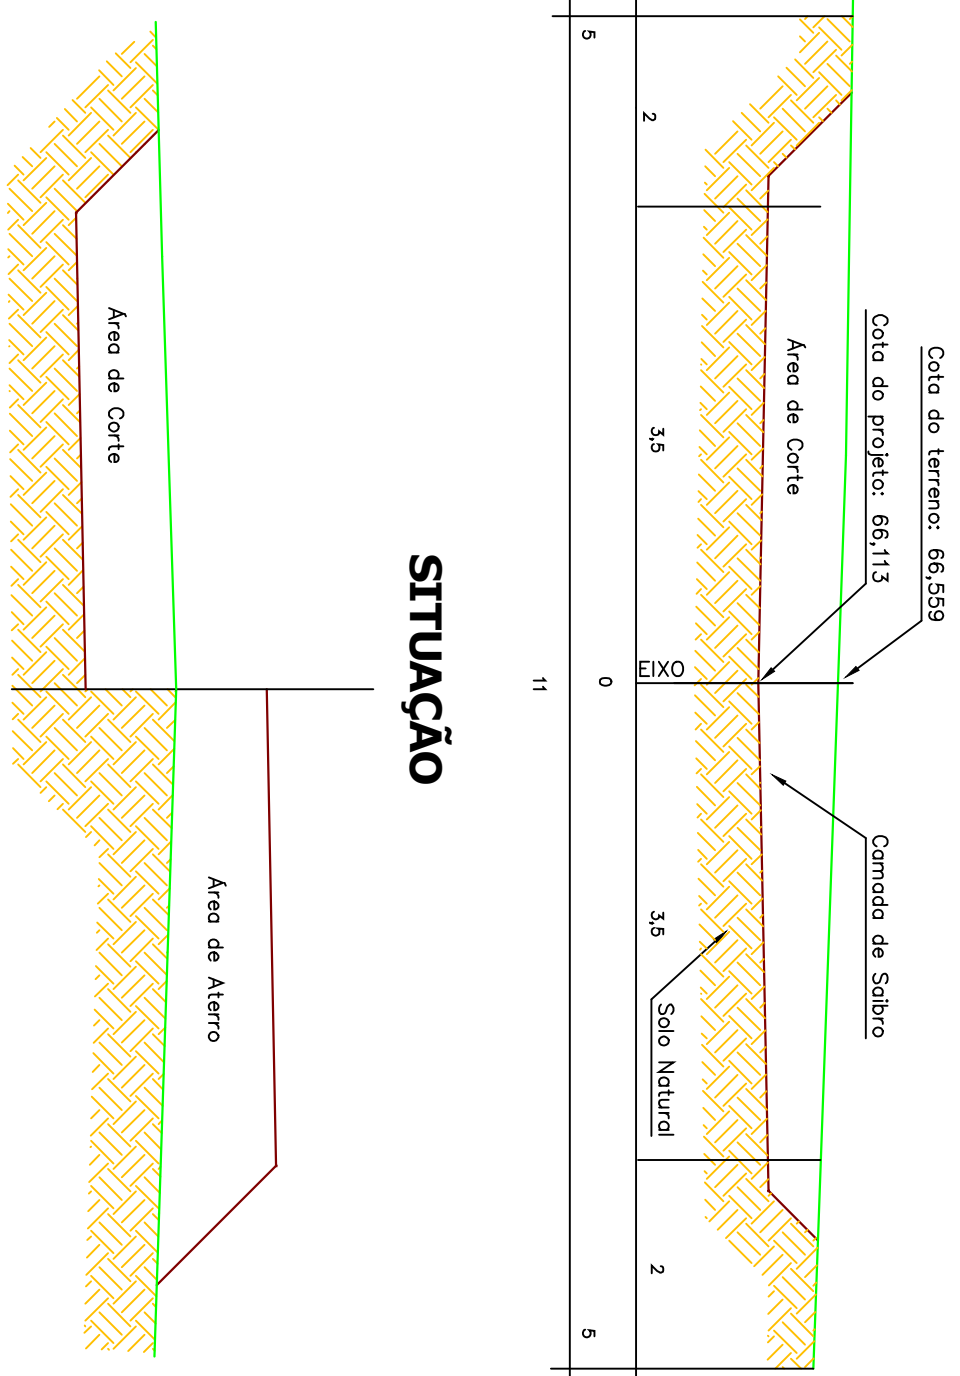 Cota do terreno: 66,559
Cota do projeto: 66,113
Camada de Saibro
Área de Corte
EIXO
Solo Natural
2
3,5
3,5
2
5
0
5
11
SITUAÇÃO
Área de Aterro
Área de Corte